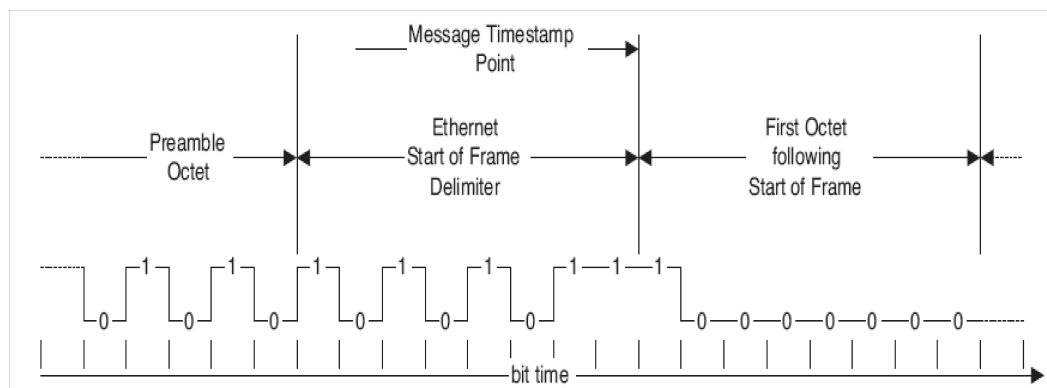 Message Timestamp
Point
Preamble
Octet
Ethernet
Start of Frame
Delimiter
First Octet
following
Start of Frame
0 1 0 1 0 1 0 1 0 1 0 1 1 1 0 0 0 0 0 0 0
bit time